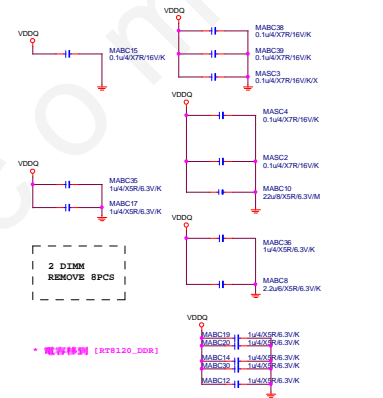 VDDQ
MABC15
0.1u/4/X7R/16V/K
VDDQ
MABC38
0.1u/4/X7R/16V/K
MABC39
0.1u/4/X7R/16V/K
MASC3
0.1u/4/X7R/16V/K/X
VDDQ
MASC4
0.1u/4/X7R/16V/K
MASC2
0.1u/4/X7R/16V/K
MABC10
22u/8/X5R/6.3V/M
VDDQ
MABC35
1u/4/X5R/6.3V/K
MABC17
1u/4/X5R/6.3V/K
VDDQ
MABC36
1u/4/X5R/6.3V/K
MABC8
2.2u/6/X5R/6.3V/K
2 DIMM
REMOVE 8PCS
* 電容移到 [RT8120_DDR]
VDDQ
MABC19 1u/4/X5R/6.3V/K
MABC20 1u/4/X5R/6.3V/K
MABC14 1u/4/X5R/6.3V/K
MABC30 1u/4/X5R/6.3V/K
MABC12 1u/4/X5R/6.3V/K